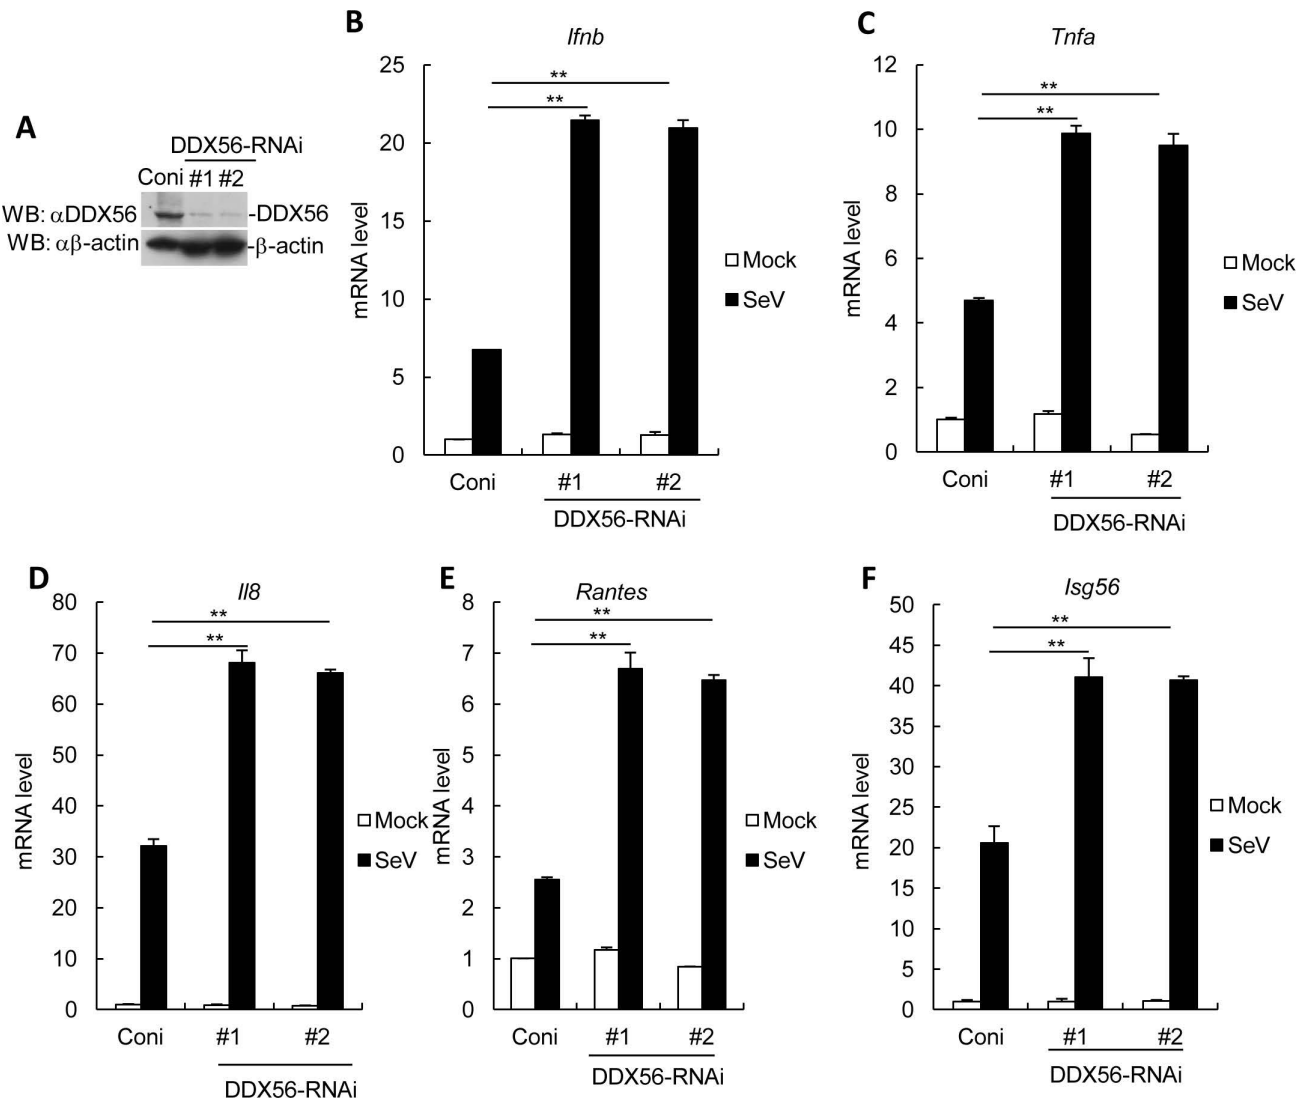 A
DDX56-RNAi
Coni #1 #2
WB: αDDX56 -DDX56
WB: αβ-actin -β-actin
B
Ifnb
**
**
25
20
15
10
5
0
mRNA level
Mock
SeV
Coni #1 #2
DDX56-RNAi
C
Tnfa
**
**
12
10
8
6
4
2
0
mRNA level
Mock
SeV
Coni #1 #2
DDX56-RNAi
D
Il8
**
**
80
70
60
50
40
30
20
10
0
mRNA level
Mock
SeV
Coni #1 #2
DDX56-RNAi
E
Rantes
**
**
8
7
6
5
4
3
2
1
0
mRNA level
Mock
SeV
Coni #1 #2
DDX56-RNAi
F
Isg56
**
**
50
45
40
35
30
25
20
15
10
5
0
mRNA level
Mock
SeV
Coni #1 #2
DDX56-RNAi